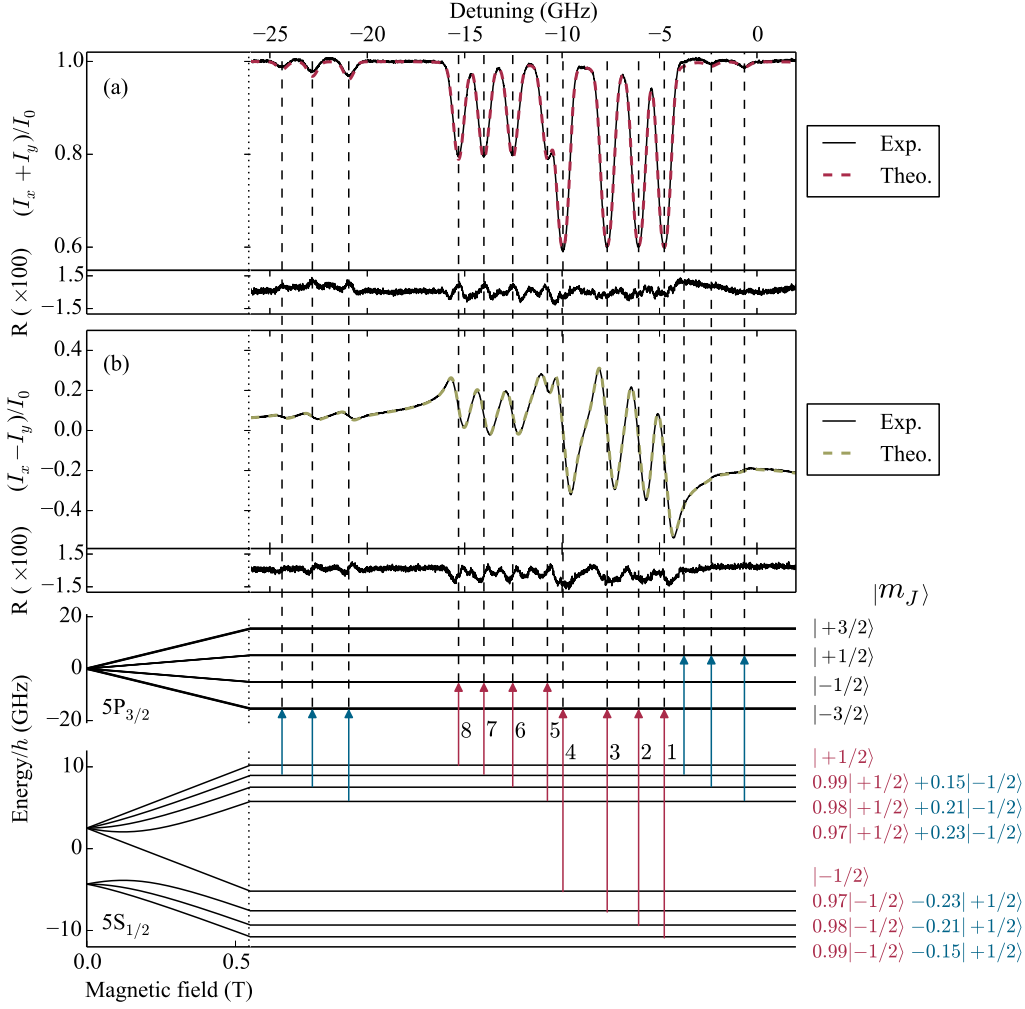 Detuning (GHz)
−25 −20 −15 −10 −5 0
(a)
1.0
0.8
0.6
(I_x + I_y)/I_0
Exp.
Theo.
1.5
−1.5
R (×100)
(b)
0.4
0.2
0.0
−0.2
−0.4
(I_x − I_y)/I_0
Exp.
Theo.
1.5
−1.5
R (×100)
|m_J⟩
20
0
−20
5P_{3/2}
|+3/2⟩
|+1/2⟩
|−1/2⟩
|−3/2⟩
8 7 6 5 4 3 2 1
Energy/h (GHz)
10
0
−10
5S_{1/2}
|+1/2⟩
0.99|+1/2⟩ +0.15|−1/2⟩
0.98|+1/2⟩ +0.21|−1/2⟩
0.97|+1/2⟩ +0.23|−1/2⟩
|−1/2⟩
0.97|−1/2⟩ −0.23|+1/2⟩
0.98|−1/2⟩ −0.21|+1/2⟩
0.99|−1/2⟩ −0.15|+1/2⟩
0.0 0.5
Magnetic field (T)